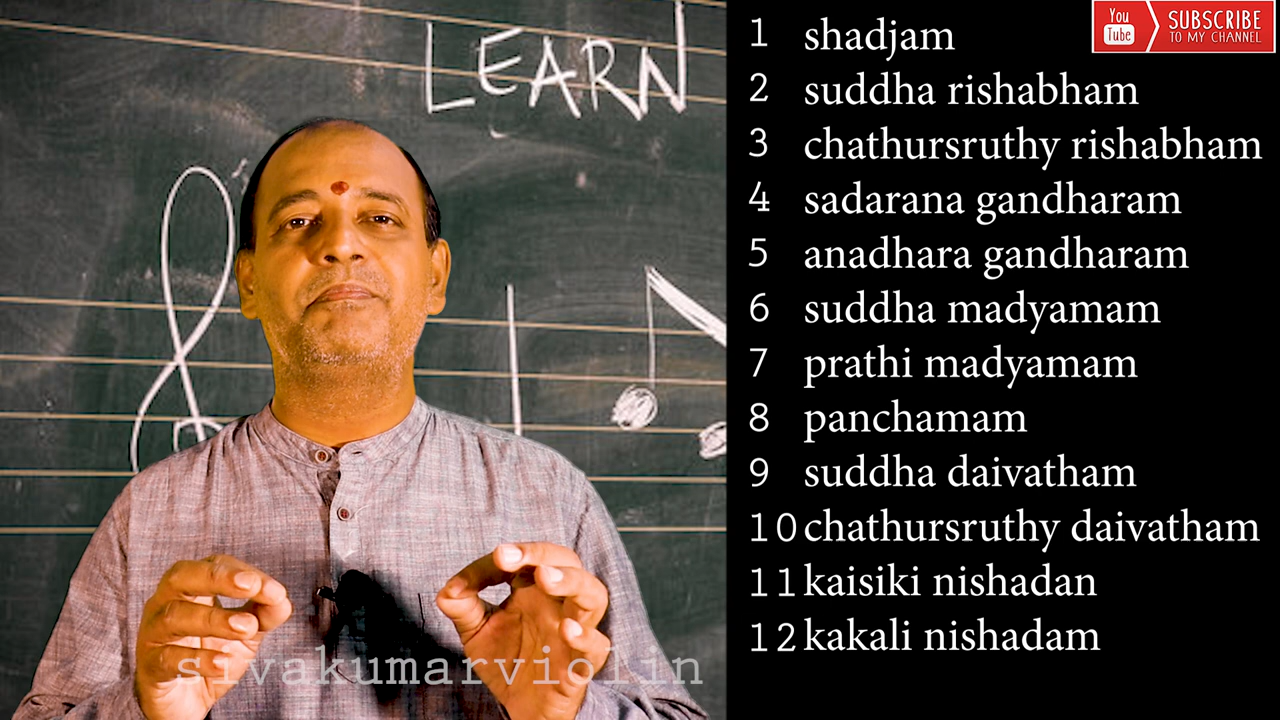 LEARN
1 shadjam
2 suddha rishabham
3 chathursruthy rishabham
4 sadarana gandharam
5 anadhara gandharam
6 suddha madyamam
7 prathi madyamam
8 panchamam
9 suddha daivatham
10 chathursruthy daivatham
11 kaisiki nishadan
12 kakali nishadam
You
Tube
SUBSCRIBE
TO MY CHANNEL
sivakumarviolin